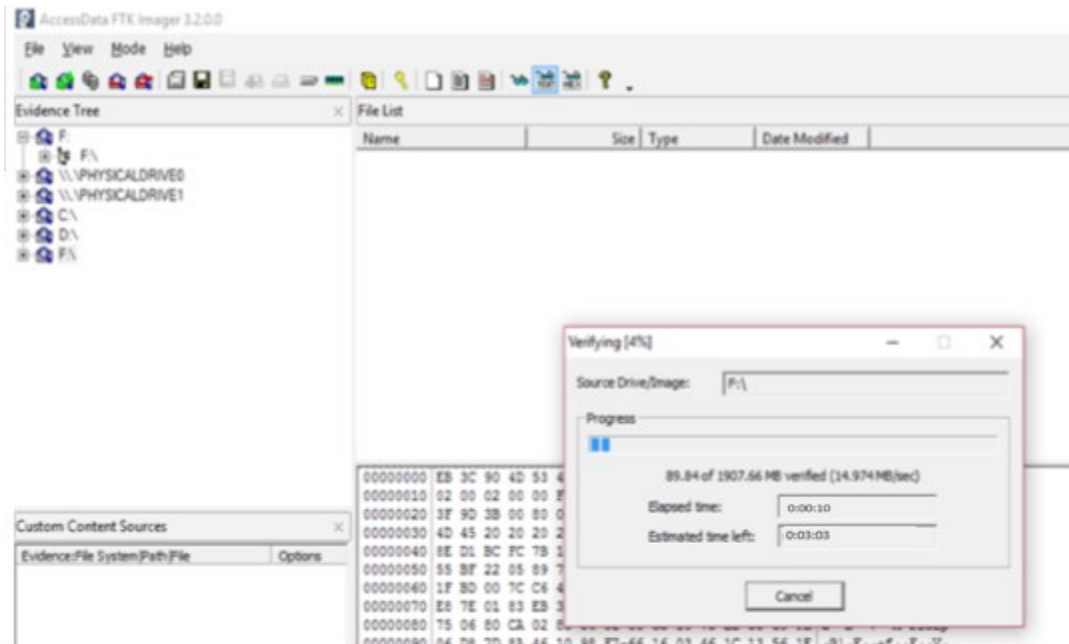 AccessData FTK Imager 3.2.0.0
File View Mode Help
Evidence Tree
File List
Name Size Type Date Modified
F:
F:\
\\.\PHYSICALDRIVE0
\\.\PHYSICALDRIVE1
C:\
D:\
F:\
Verifying [4%]
Source Drive/Image: F:\
Progress
89.84 of 1907.66 MB verified (14.974 MB/sec)
Elapsed time: 0:00:10
Estimated time left: 0:03:03
Cancel
00000000 EB 3C 90 4D 53
00000010 02 00 02 00 00
00000020 3F 9D 3B 00 80
00000030 4D 45 20 20 20
00000040 8E D1 BC FC 7B
00000050 55 BF 22 05 89
00000060 1F BD 00 7C C6
00000070 E8 7E 01 83 EB
00000080 75 06 80 CA 02
Custom Content Sources
Evidence:File System|Path|File Options